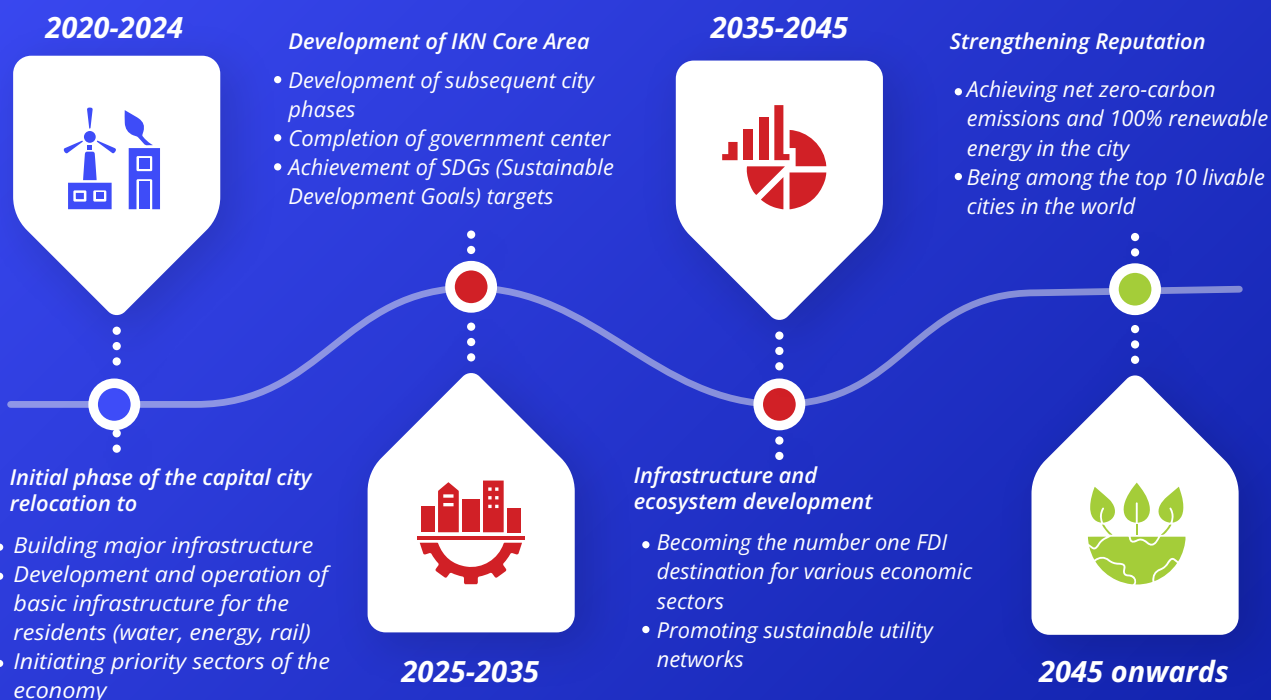 2020-2024
Initial phase of the capital city
relocation to
• Building major infrastructure
• Development and operation of
basic infrastructure for the
residents (water, energy, rail)
• Initiating priority sectors of the
economy
Development of IKN Core Area
• Development of subsequent city
phases
• Completion of government center
• Achievement of SDGs (Sustainable
Development Goals) targets
2025-2035
2035-2045
Infrastructure and
ecosystem development
• Becoming the number one FDI
destination for various economic
sectors
• Promoting sustainable utility
networks
Strengthening Reputation
• Achieving net zero-carbon
emissions and 100% renewable
energy in the city
• Being among the top 10 livable
cities in the world
2045 onwards